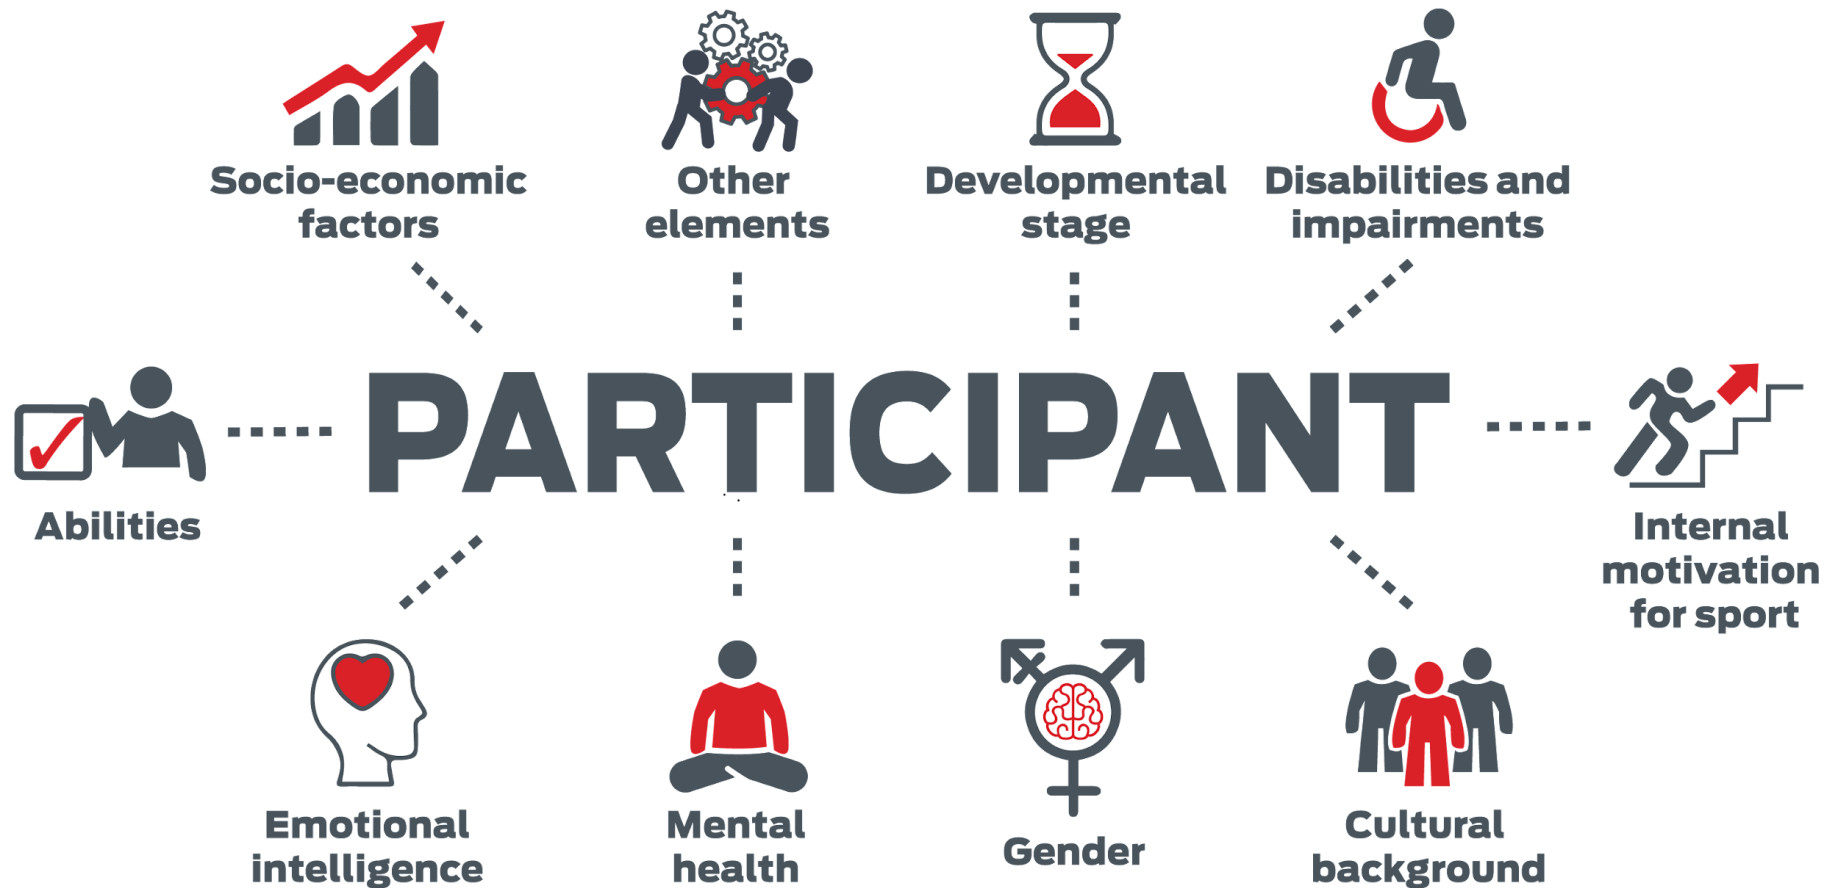 Socio-economic
factors
Other
elements
Developmental
stage
Disabilities and
impairments
Abilities
PARTICIPANT
Internal
motivation
for sport
Emotional
intelligence
Mental
health
Gender
Cultural
background